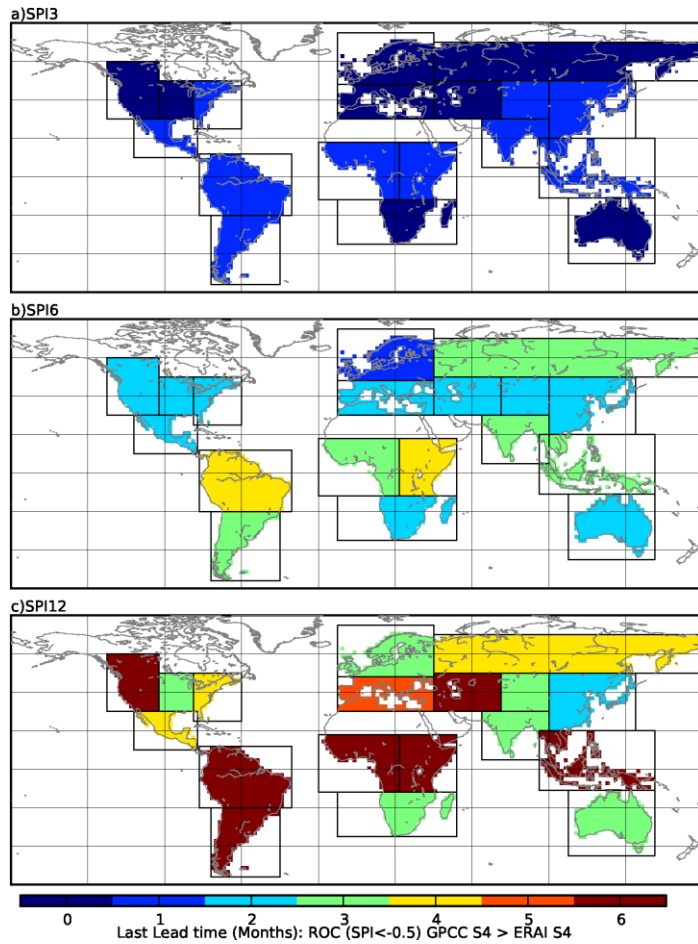 a)SPI3
b)SPI6
c)SPI12
0 1 2 3 4 5 6
Last Lead time (Months): ROC (SPI<-0.5) GPCC S4 > ERAI S4